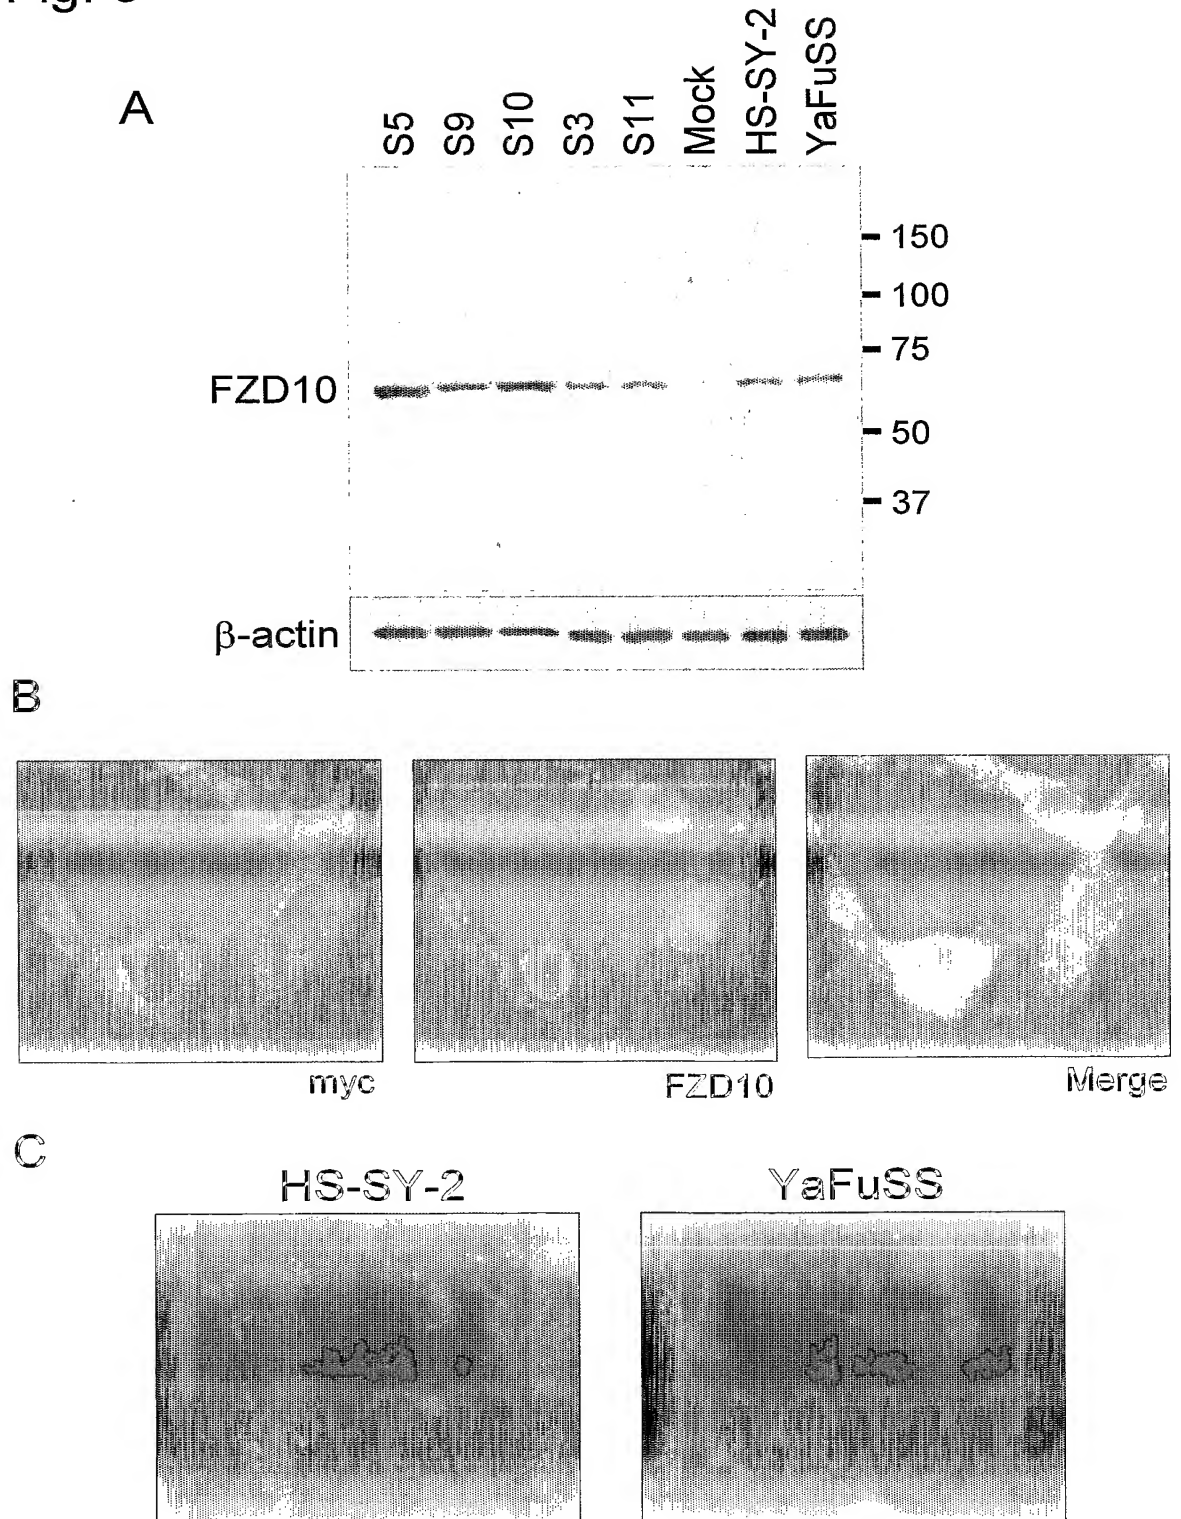 A
S5 S9 S10 S3 S11 Mock HS-SY-2 YaFuSS
150
100
75
FZD10
50
37
β-actin
B
myc FZD10 Merge
C
HS-SY-2 YaFuSS